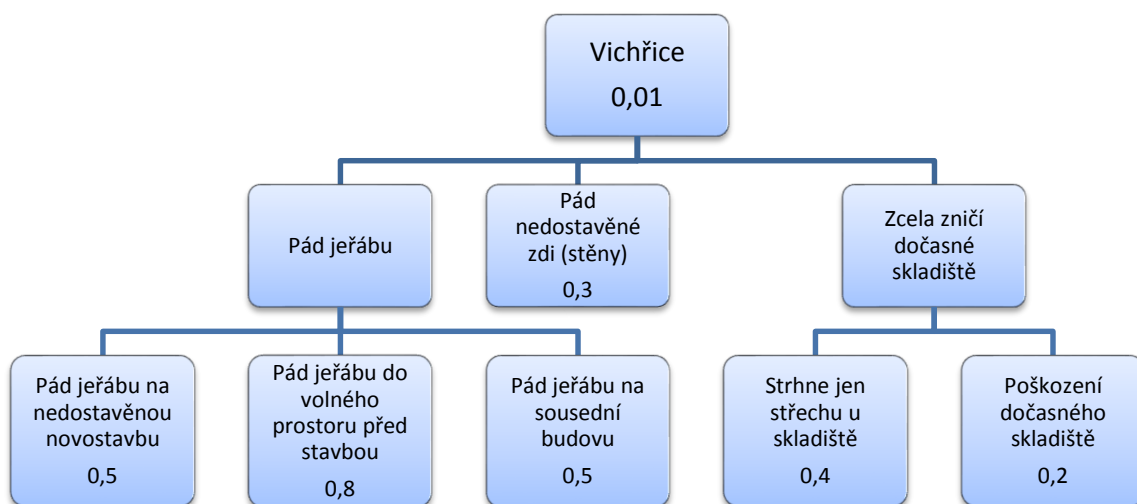 Vichřice
0,01
Pád jeřábu
Pád
nedostavěné
zdi (stěny)
0,3
Zcela zničí
dočasné
skladiště
Pád jeřábu na
nedostavěnou
novostavbu
0,5
Pád jeřábu do
volného
prostoru před
stavbou
0,8
Pád jeřábu na
sousední
budovu
0,5
Strhne jen
střechu u
skladiště
0,4
Poškození
dočasného
skladiště
0,2